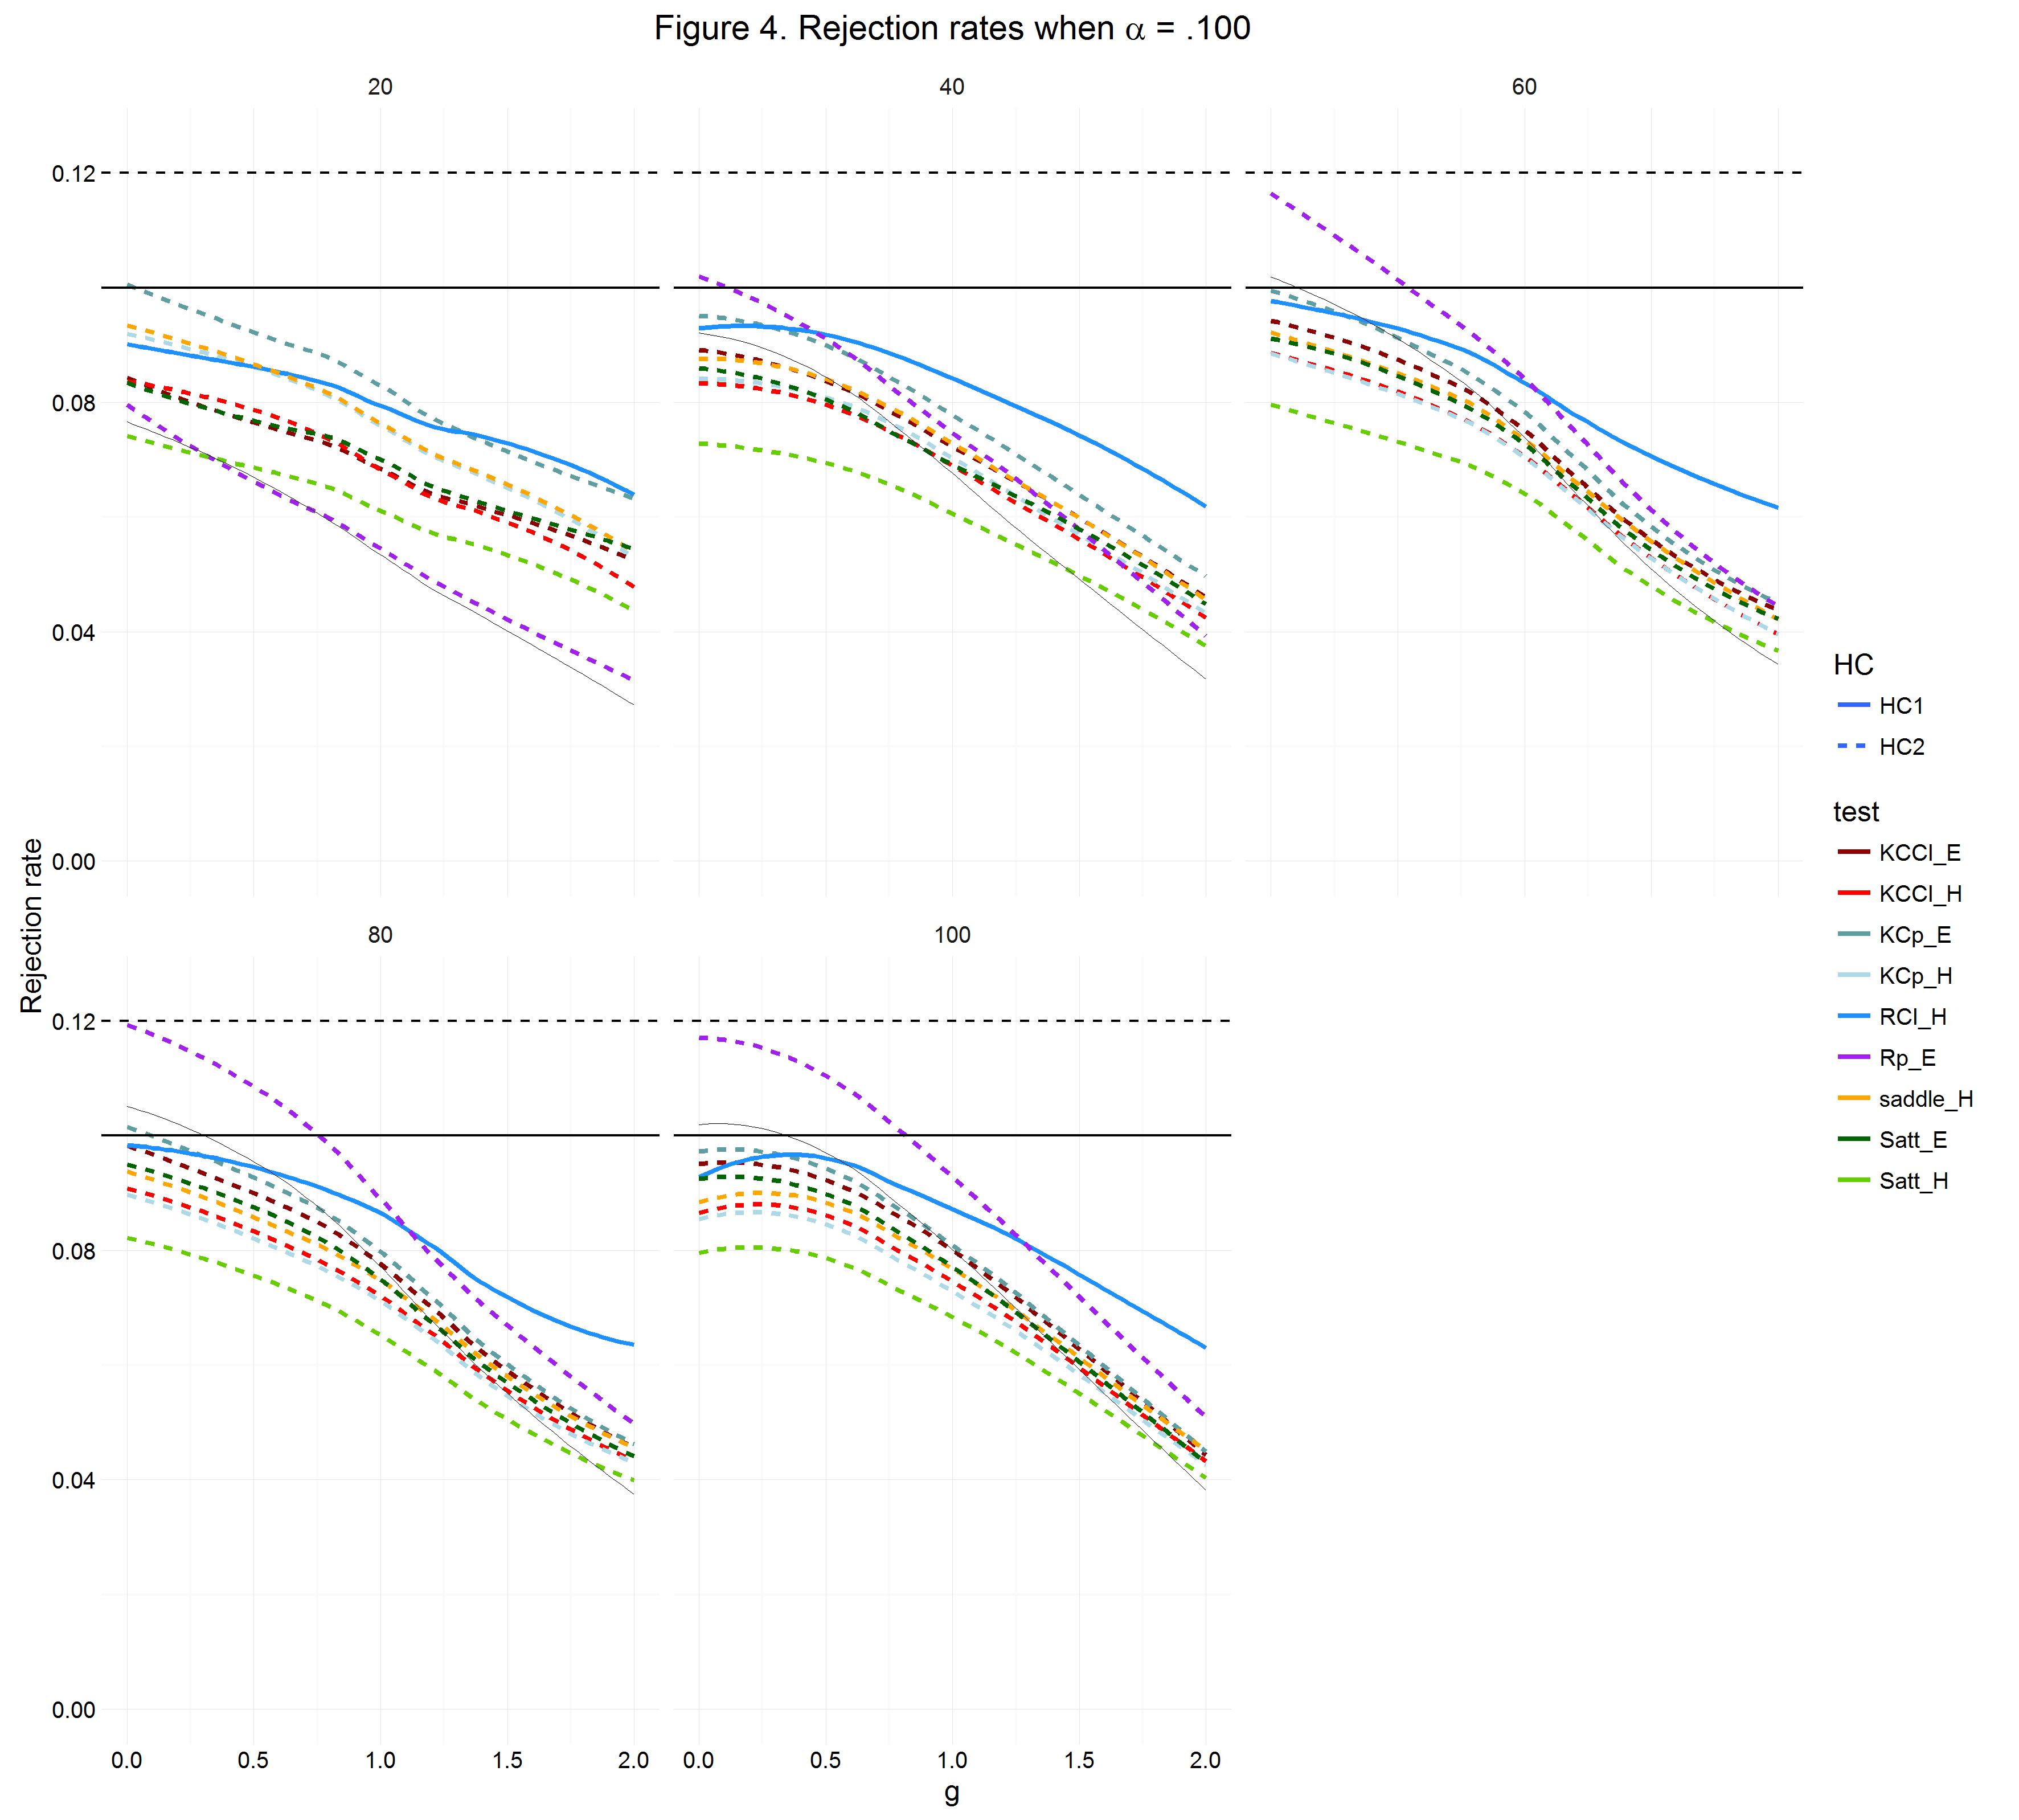 Figure 4. Rejection rates when α = .100
20 40 60
0.12
0.08
0.04
0.00
80 100
0.12
0.08
0.04
0.00
Rejection rate
0.0 0.5 1.0 1.5 2.0 0.0 0.5 1.0 1.5 2.0
g
HC
HC1
HC2
test
KCCI_E
KCCI_H
KCp_E
KCp_H
RCI_H
Rp_E
saddle_H
Satt_E
Satt_H